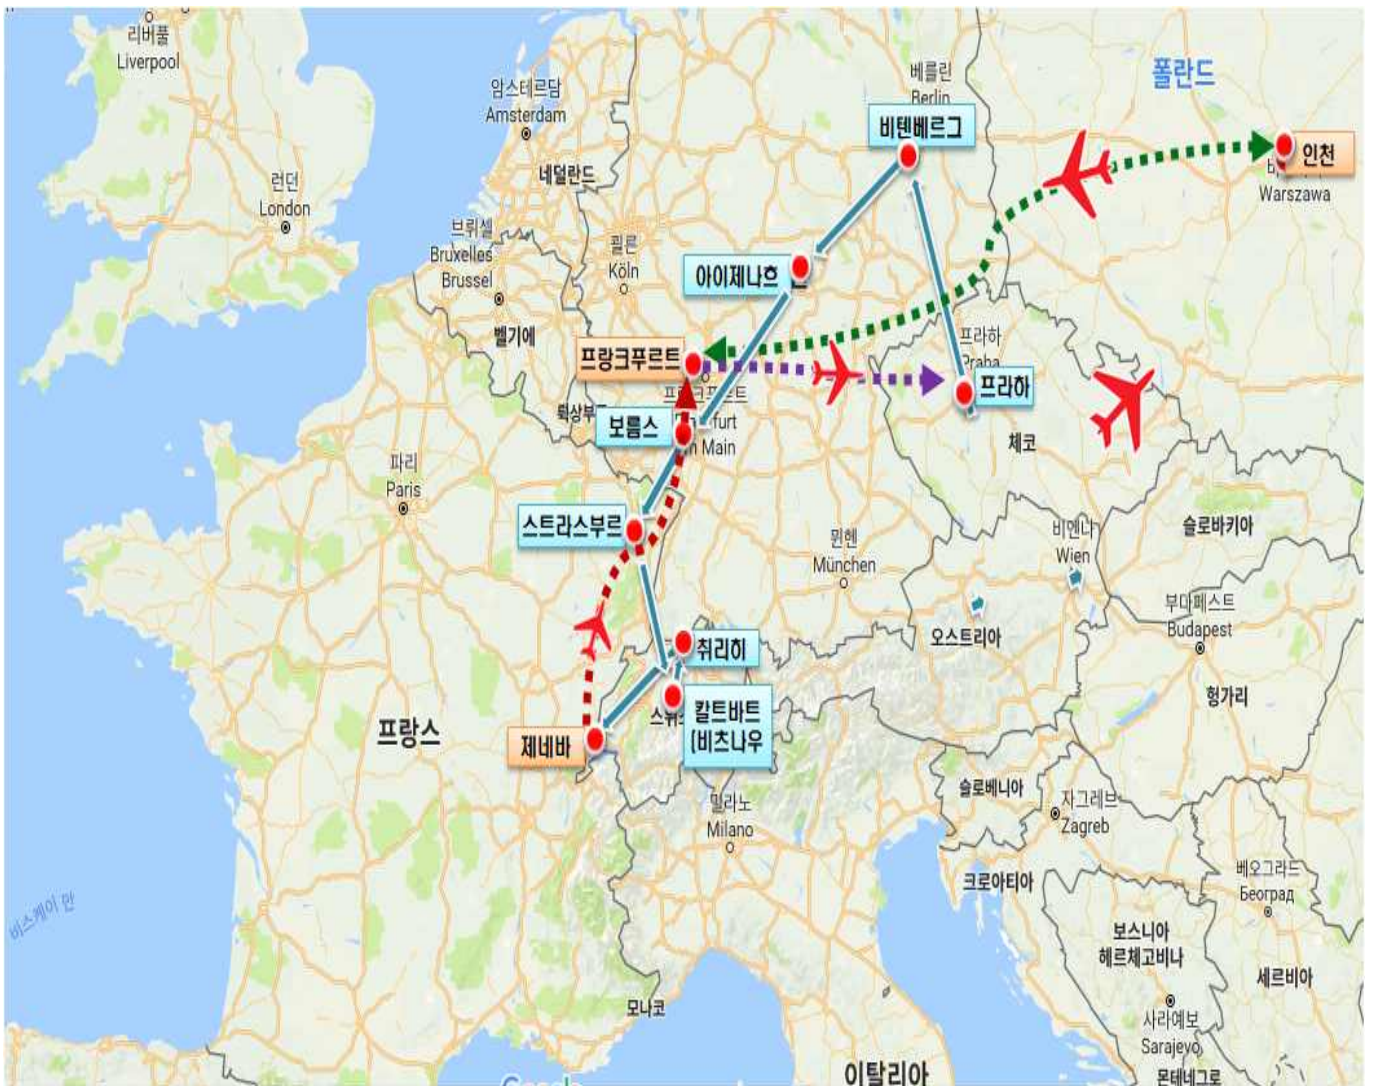 리버풀
Liverpool
암스테르담
Amsterdam
베를린
Berlin
폴란드
비텐베르그
인천
Warszawa
네덜란드
런던
London
브뤼셀
Bruxelles
Brussel
쾰른
Köln
아이제나흐
벨기에
프랑크푸르트
프라하
Praha
프라하
보름스
체코
파리
Paris
스트라스부르
뮌헨
München
비엔나
Wien
슬로바키아
부다페스트
Budapest
오스트리아
취리히
헝가리
프랑스
칼트바트
(비츠나우
제네바
밀라노
Milano
슬로베니아
자그레브
Zagreb
크로아티아
베오그라드
Београд
비스케이 만
보스니아
헤르체고비나
세르비아
모나코
사라예보
Sarajevo
이탈리아
몬테네그로